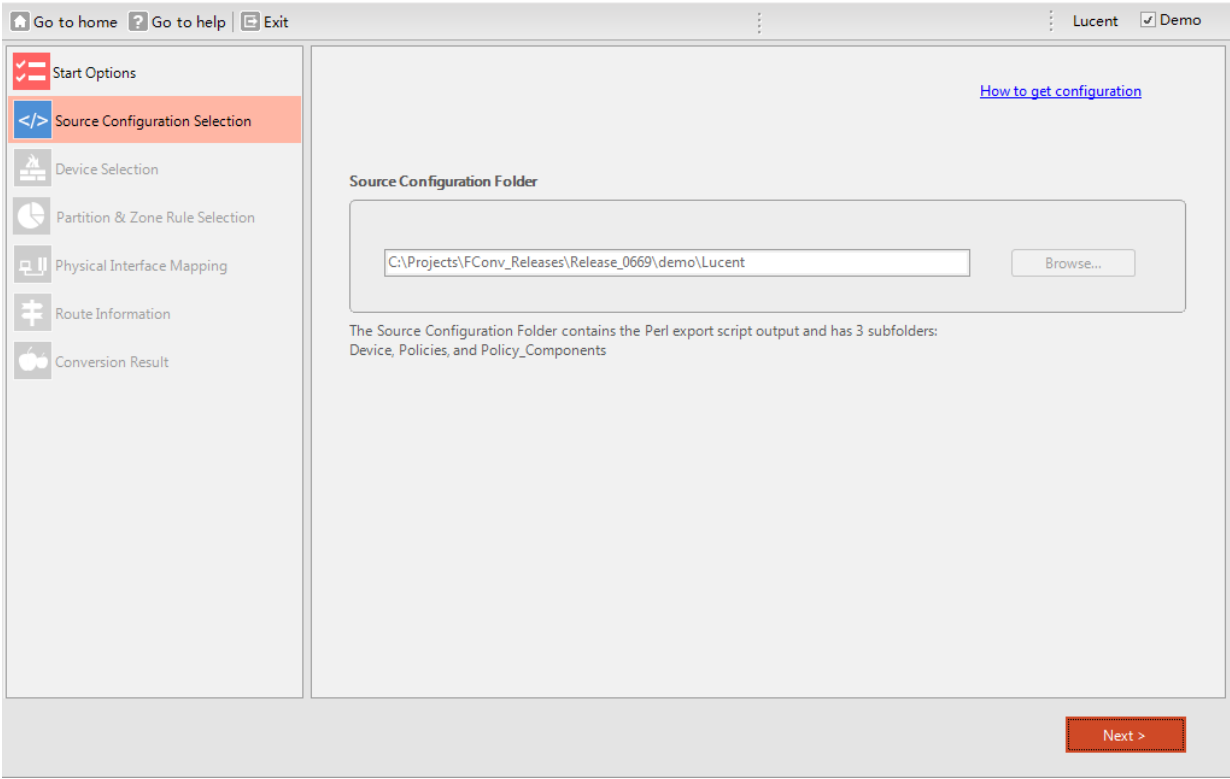 Go to home Go to help Exit Lucent Demo
Start Options
Source Configuration Selection
Device Selection
Partition & Zone Rule Selection
Physical Interface Mapping
Route Information
Conversion Result
How to get configuration
Source Configuration Folder
C:\Projects\FConv_Releases\Release_0669\demo\Lucent Browse...
The Source Configuration Folder contains the Perl export script output and has 3 subfolders:
Device, Policies, and Policy_Components
Next >